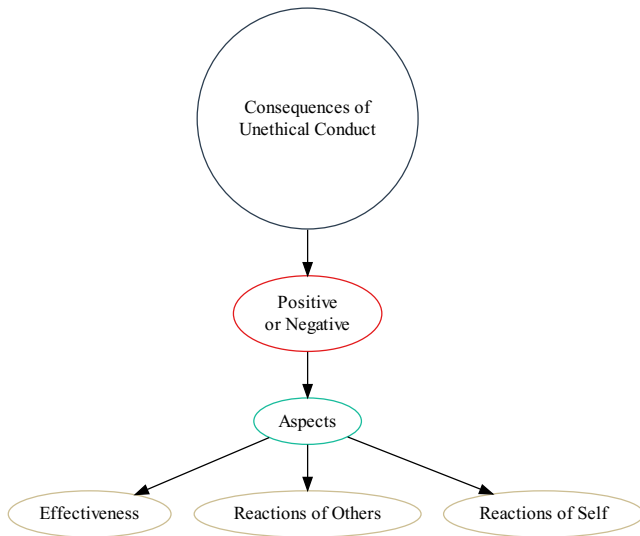 Consequences of
Unethical Conduct
Positive
or Negative
Aspects
Effectiveness
Reactions of Others
Reactions of Self